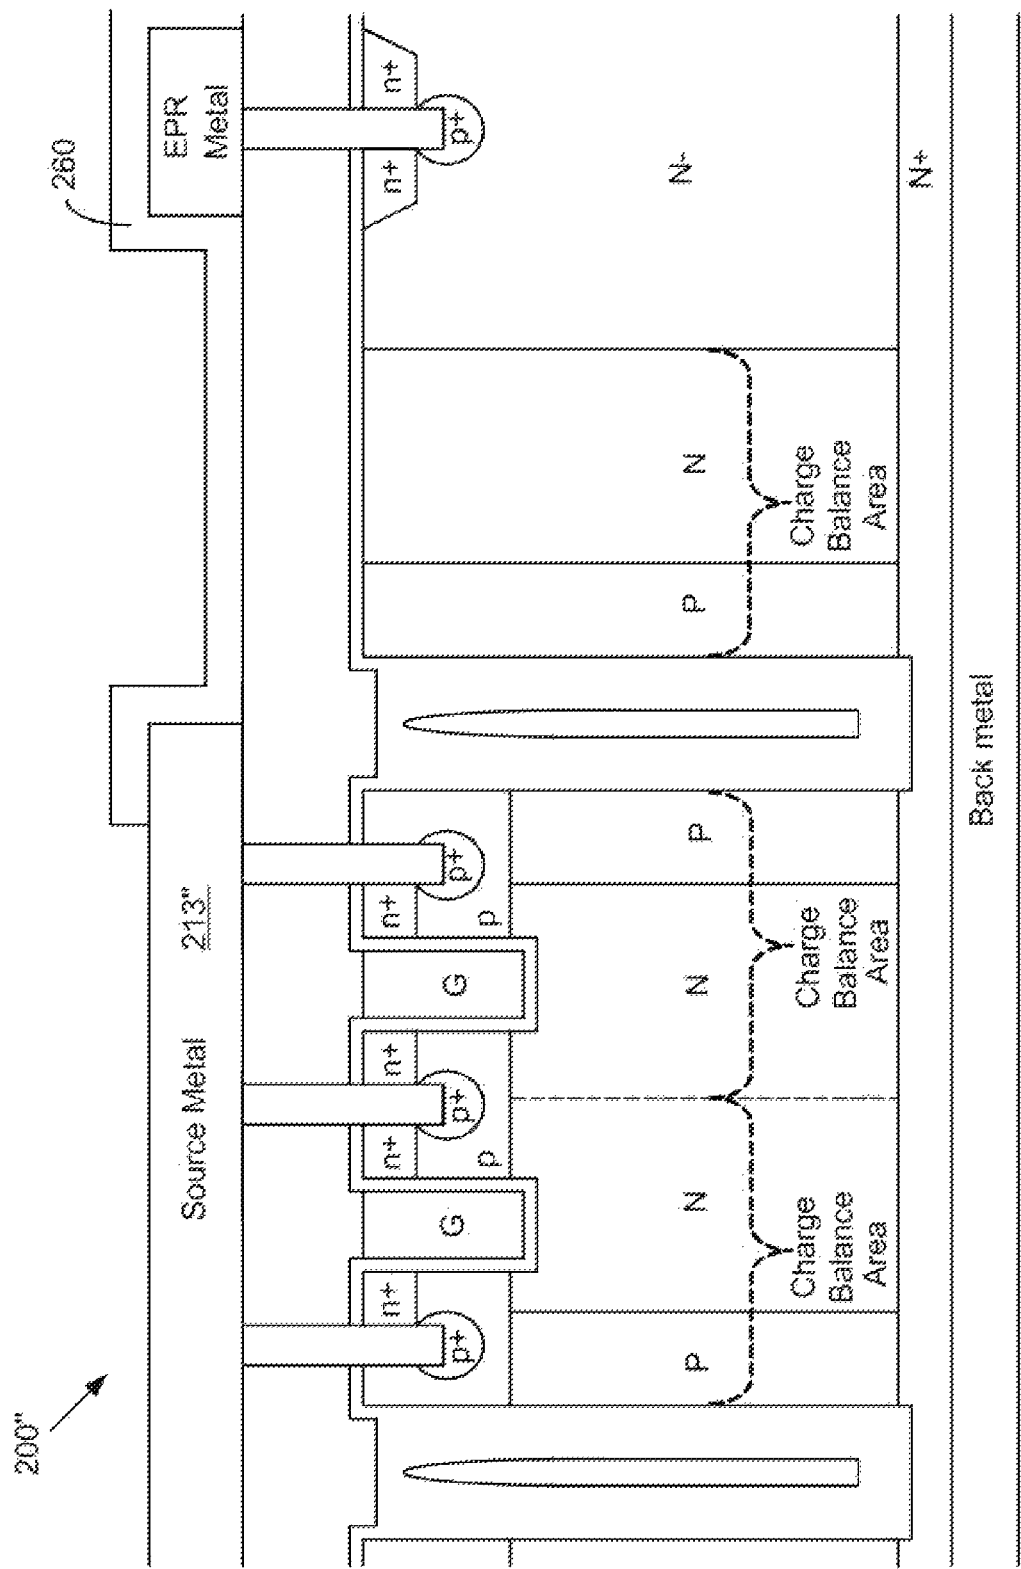 200"
Source Metal
213"
260
EPR
Metal
n+
n+
n+
n+
n+
n+
p+
p+
p+
p+
G
G
p
p
P
N
N
P
P
N
N-
Charge
Balance
Area
Charge
Balance
Area
Charge
Balance
Area
N+
Back metal